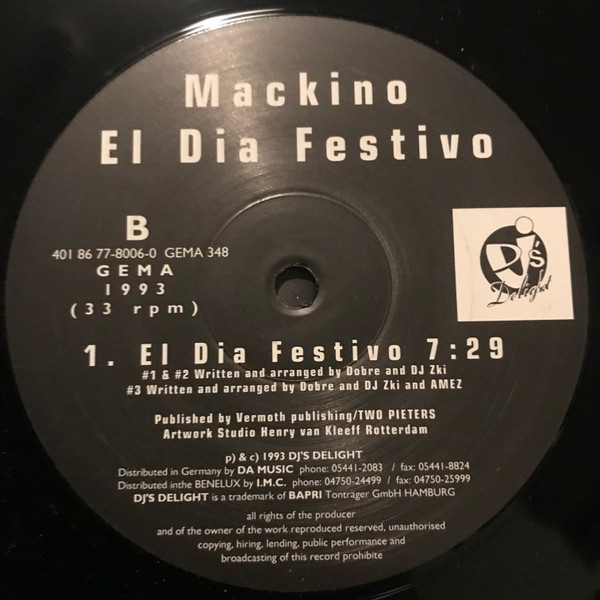 Mackino
El Dia Festivo
B
401 86 77-8006-0 GEMA 348
GEMA
1993
(33 rpm)
DJ's
Delight
1. El Dia Festivo 7:29
#1 & #2 Written and arranged by Dobre and DJ Zki
#3 Written and arranged by Dobre and DJ Zki and AMEZ
Published by Vermoth publishing/TWO PIETERS
Artwork Studio Henry van Kleeff Rotterdam
p) & c) 1993 DJ'S DELIGHT
Distributed in Germany by DA MUSIC phone: 05441-2083 / fax: 05441-8824
Distributed inthe BENELUX by I.M.C. phone: 04750-24499 / fax: 04750-25999
DJ'S DELIGHT is a trademark of BAPRI Tonträger GmbH HAMBURG
all rights of the producer
and of the owner of the work reproduced reserved, unauthorised
copying, hiring, lending, public performance and
broadcasting of this record prohibite